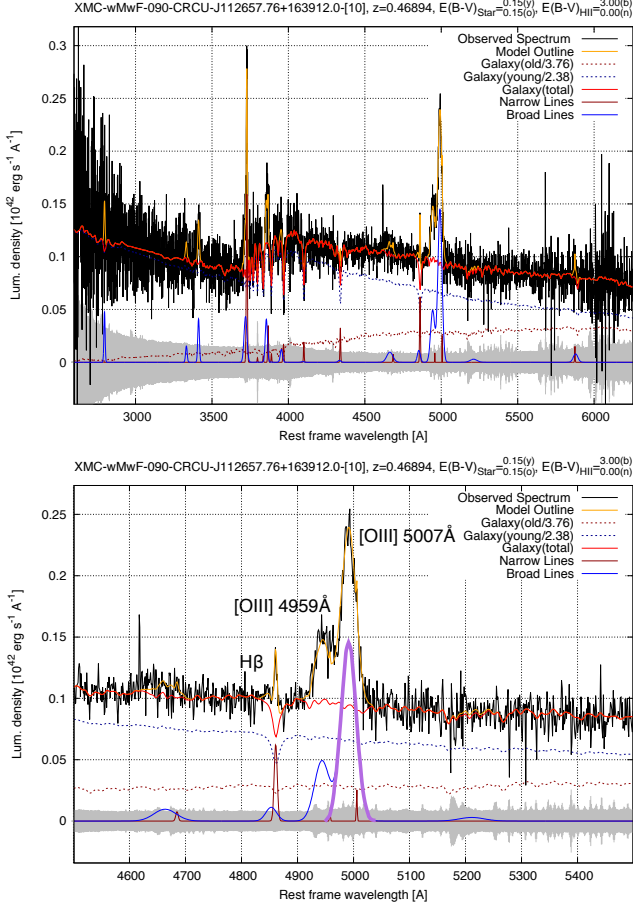 XMC-wMwF-090-CRCU-J112657.76+163912.0-[10], z=0.46894, E(B-V)Star=0.15(y) 0.15(o), E(B-V)HII=3.00(b) 0.00(n)
Observed Spectrum
Model Outline
Galaxy(old/3.76)
Galaxy(young/2.38)
Galaxy(total)
Narrow Lines
Broad Lines
0.3
0.25
0.2
0.15
0.1
0.05
0
Lum. density [10^42 erg s^-1 A^-1]
3000 3500 4000 4500 5000 5500 6000
Rest frame wavelength [A]
XMC-wMwF-090-CRCU-J112657.76+163912.0-[10], z=0.46894, E(B-V)Star=0.15(y) 0.15(o), E(B-V)HII=3.00(b) 0.00(n)
Observed Spectrum
Model Outline
Galaxy(old/3.76)
Galaxy(young/2.38)
Galaxy(total)
Narrow Lines
Broad Lines
[OIII] 5007Å
[OIII] 4959Å
Hβ
0.25
0.2
0.15
0.1
0.05
0
Lum. density [10^42 erg s^-1 A^-1]
4600 4700 4800 4900 5000 5100 5200 5300 5400
Rest frame wavelength [A]